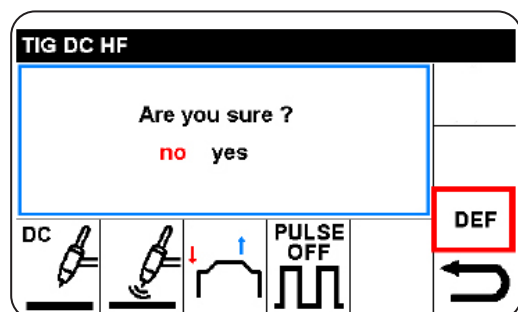 TIG DC HF
Are you sure ?
no yes
DEF
DC
PULSE
OFF